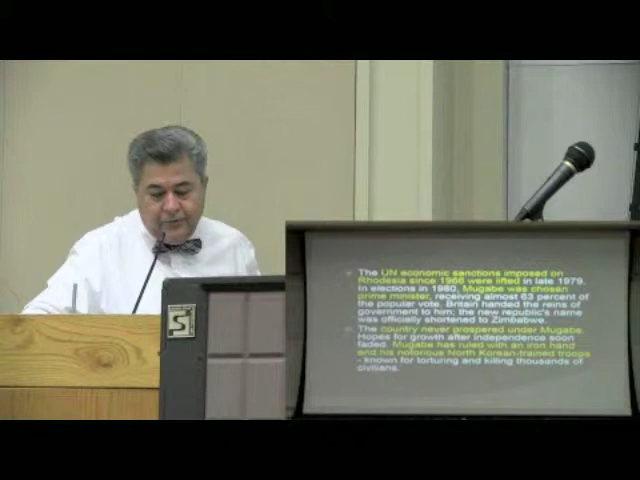 The UN economic sanctions imposed on
Rhodesia since 1966 were lifted in late 1979.
In elections in 1980, Mugabe was chosen
prime minister, receiving almost 63 percent of
the popular vote. Britain handed the reins of
government to him; the new republic's name
was officially shortened to Zimbabwe.
The country never prospered under Mugabe.
Hopes for growth after independence soon
faded. Mugabe has ruled with an iron hand
and his notorious North Korean-trained troops
- known for torturing and killing thousands of
civilians.
S